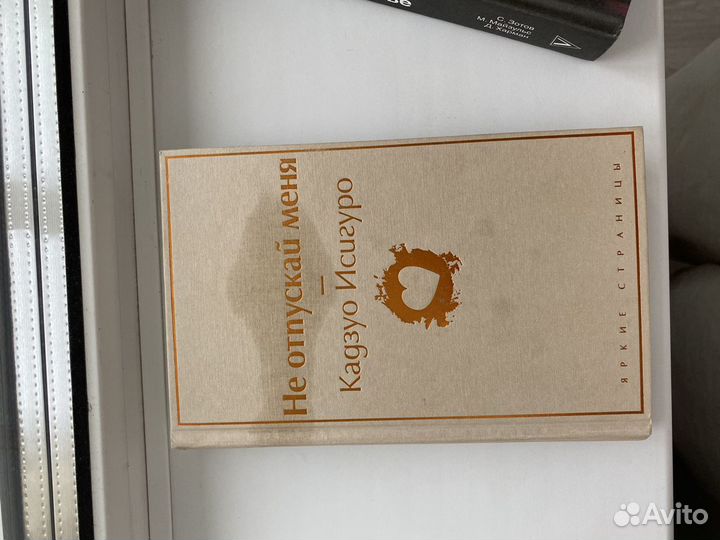 С. Зотов
М. Майзульс
Д. Харман
Не отпускай меня
Кадзуо Исигуро
ЯРКИЕ СТРАНИЦЫ
Avito